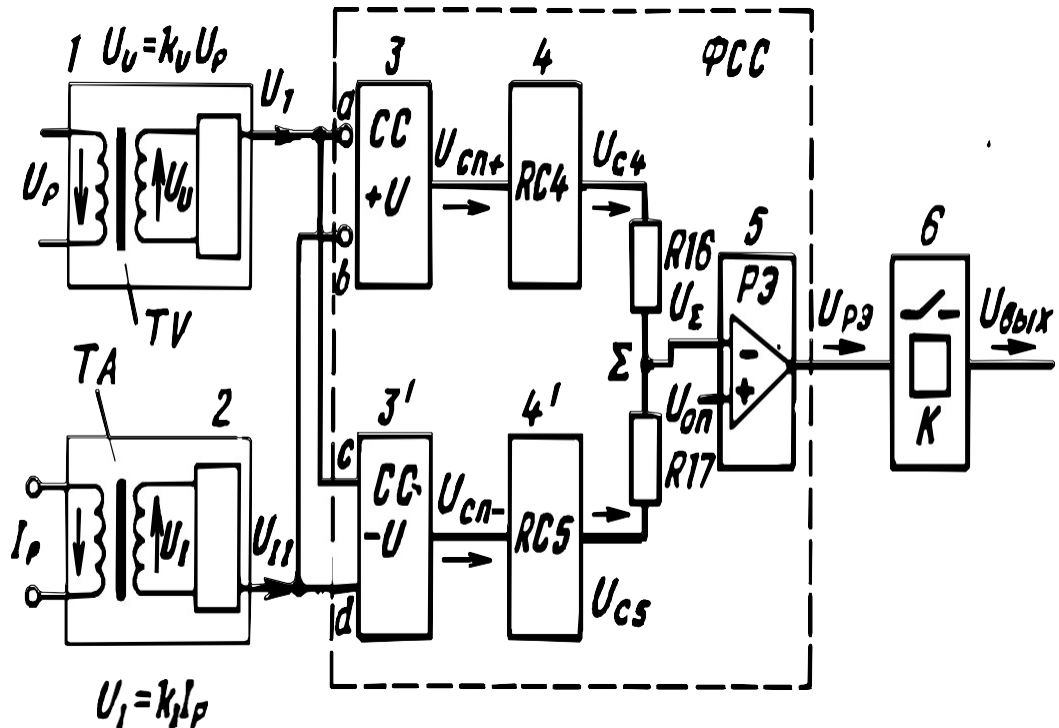 1
U_U = k_U U_P
U_P
U_U
TV
U_I
ФСС
a
b
3
CC
+U
U_СП+
4
RC4
U_C4
R16
U_Σ
Σ
U_ОП
R17
5
РЭ
-
+
U_РЭ
6
K
U_ВЫХ
TA
2
I_P
U_I
U_II
c
d
3'
CC-
-U
U_СП-
4'
RC5
U_C5
U_I = k_I I_P